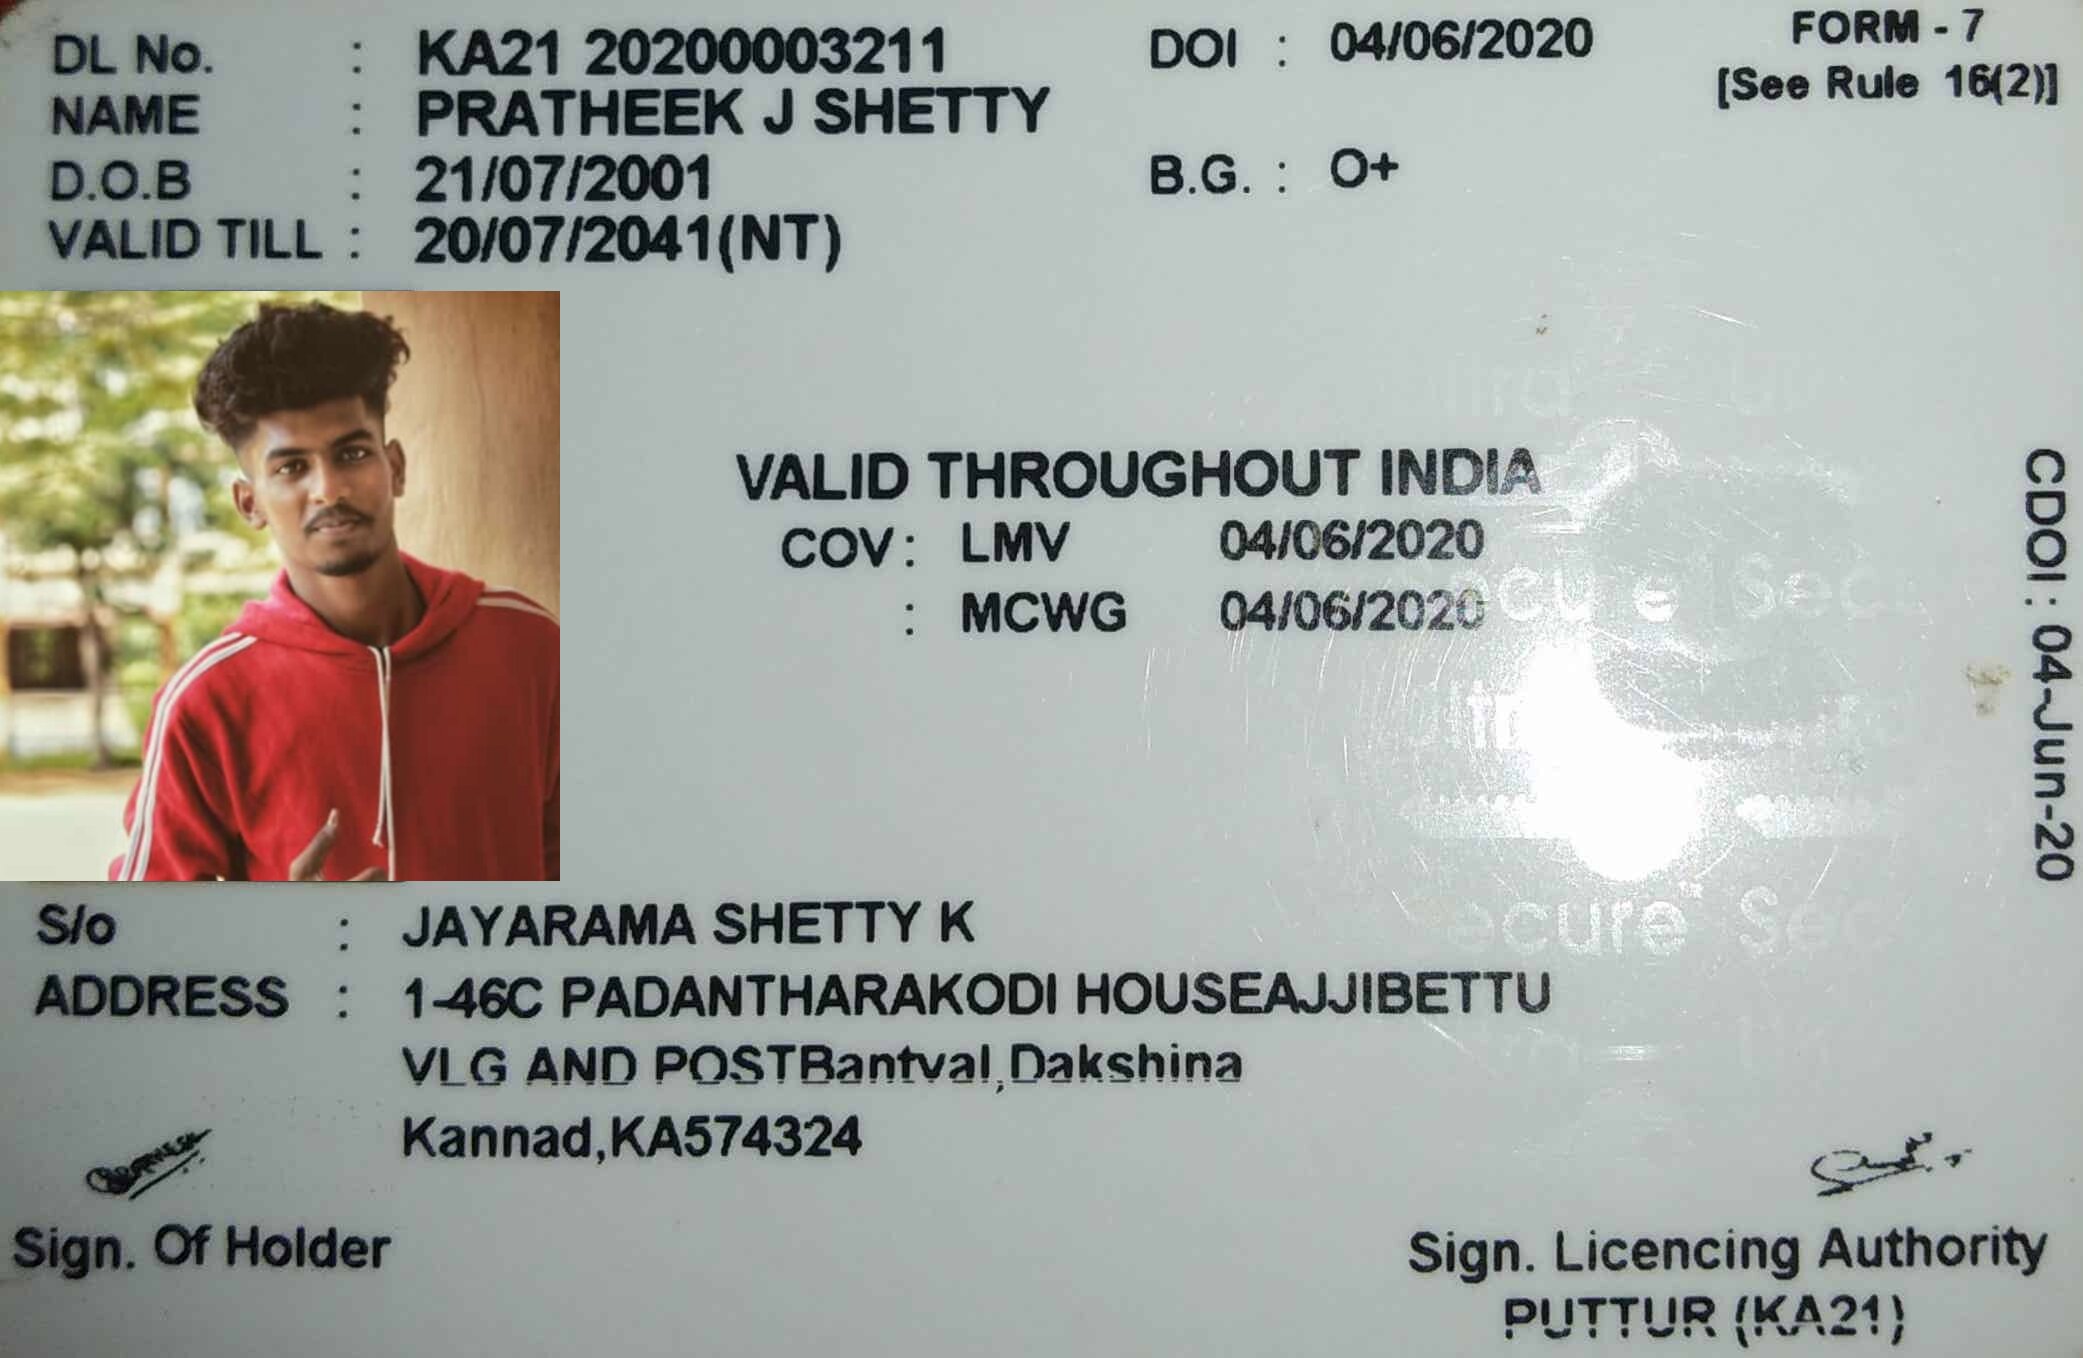 DL No. : KA21 20200003211 DOI : 04/06/2020 FORM - 7
[See Rule 16(2)]
NAME : PRATHEEK J SHETTY
D.O.B : 21/07/2001 B.G. : O+
VALID TILL : 20/07/2041(NT)
VALID THROUGHOUT INDIA
COV : LMV 04/06/2020
: MCWG 04/06/2020
CDOI : 04-Jun-20
S/o : JAYARAMA SHETTY K
ADDRESS : 1-46C PADANTHARAKODI HOUSEAJJIBETTU
VLG AND POSTBantval,Dakshina
Kannad,KA574324
Sign. Of Holder
Sign. Licencing Authority
PUTTUR (KA21)